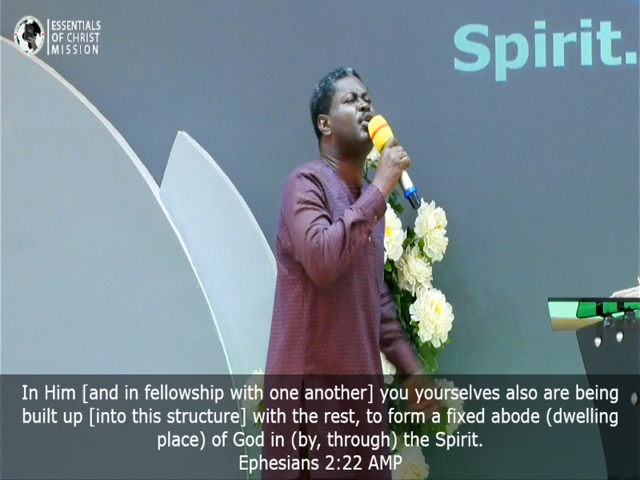 ESSENTIALS
OF CHRIST
MISSION
Spirit.
In Him [and in fellowship with one another] you yourselves also are being
built up [into this structure] with the rest, to form a fixed abode (dwelling
place) of God in (by, through) the Spirit.
Ephesians 2:22 AMP